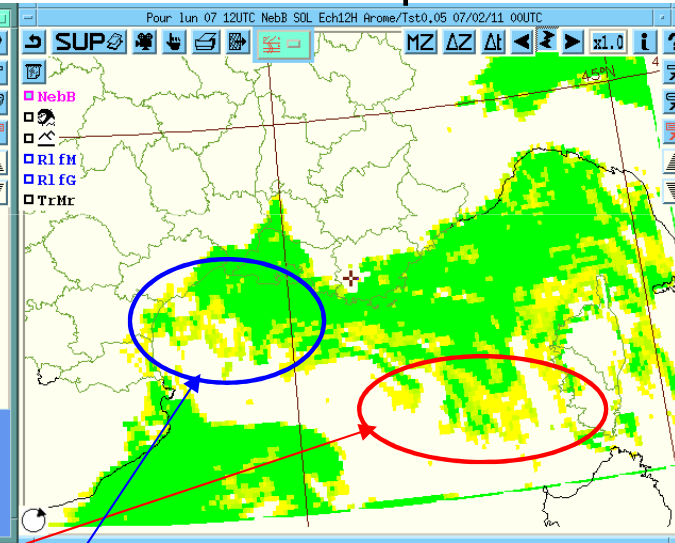 Pour lun 07 12UTC NebB SOL Ech12H Arome/Tst0,05 07/02/11 00UTC
SUP MZ ΔZ Δt x1.0 i ?
45°N 4
NebB
RlfM
RlfG
TrMr